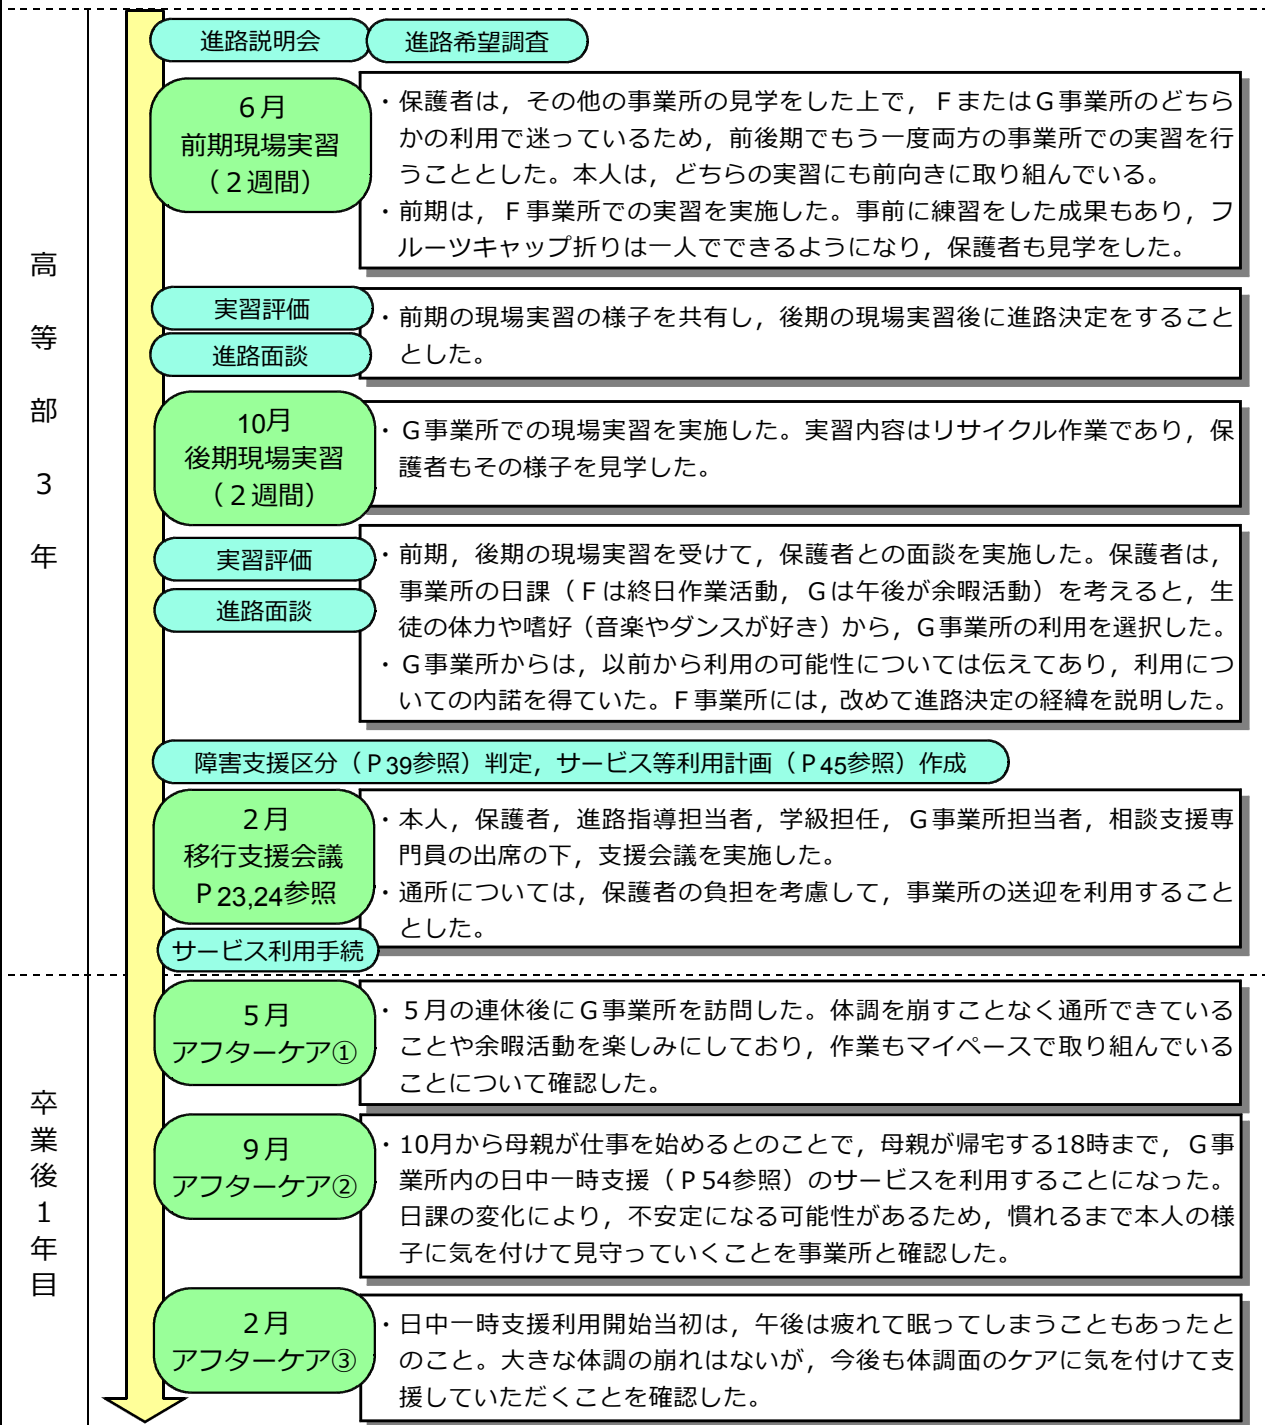 進路説明会
進路希望調査
高等部3年
6月
前期現場実習
（２週間）
・保護者は，その他の事業所の見学をした上で，ＦまたはＧ事業所のどちら
かの利用で迷っているため，前後期でもう一度両方の事業所での実習を行
うこととした。本人は，どちらの実習にも前向きに取り組んでいる。
・前期は，Ｆ事業所での実習を実施した。事前に練習をした成果もあり，フ
ルーツキャップ折りは一人でできるようになり，保護者も見学をした。
実習評価
進路面談
・前期の現場実習の様子を共有し，後期の現場実習後に進路決定をすること
とした。
10月
後期現場実習
（２週間）
・Ｇ事業所での現場実習を実施した。実習内容はリサイクル作業であり，保
護者もその様子を見学した。
実習評価
進路面談
・前期，後期の現場実習を受けて，保護者との面談を実施した。保護者は，
事業所の日課（Ｆは終日作業活動，Ｇは午後が余暇活動）を考えると，生
徒の体力や嗜好（音楽やダンスが好き）から，Ｇ事業所の利用を選択した。
・Ｇ事業所からは，以前から利用の可能性については伝えてあり，利用につ
いての内諾を得ていた。Ｆ事業所には，改めて進路決定の経緯を説明した。
障害支援区分（Ｐ39参照）判定，サービス等利用計画（Ｐ45参照）作成
２月
移行支援会議
Ｐ23,24参照
・本人，保護者，進路指導担当者，学級担任，Ｇ事業所担当者，相談支援専
門員の出席の下，支援会議を実施した。
・通所については，保護者の負担を考慮して，事業所の送迎を利用すること
とした。
サービス利用手続
卒業後1年目
５月
アフターケア①
・５月の連休後にＧ事業所を訪問した。体調を崩すことなく通所できている
ことや余暇活動を楽しみにしており，作業もマイペースで取り組んでいる
ことについて確認した。
９月
アフターケア②
・10月から母親が仕事を始めるとのことで，母親が帰宅する18時まで，Ｇ事
業所内の日中一時支援（Ｐ54参照）のサービスを利用することになった。
日課の変化により，不安定になる可能性があるため，慣れるまで本人の様
子に気を付けて見守っていくことを事業所と確認した。
２月
アフターケア③
・日中一時支援利用開始当初は，午後は疲れて眠ってしまうこともあったと
のこと。大きな体調の崩れはないが，今後も体調面のケアに気を付けて支
援していただくことを確認した。